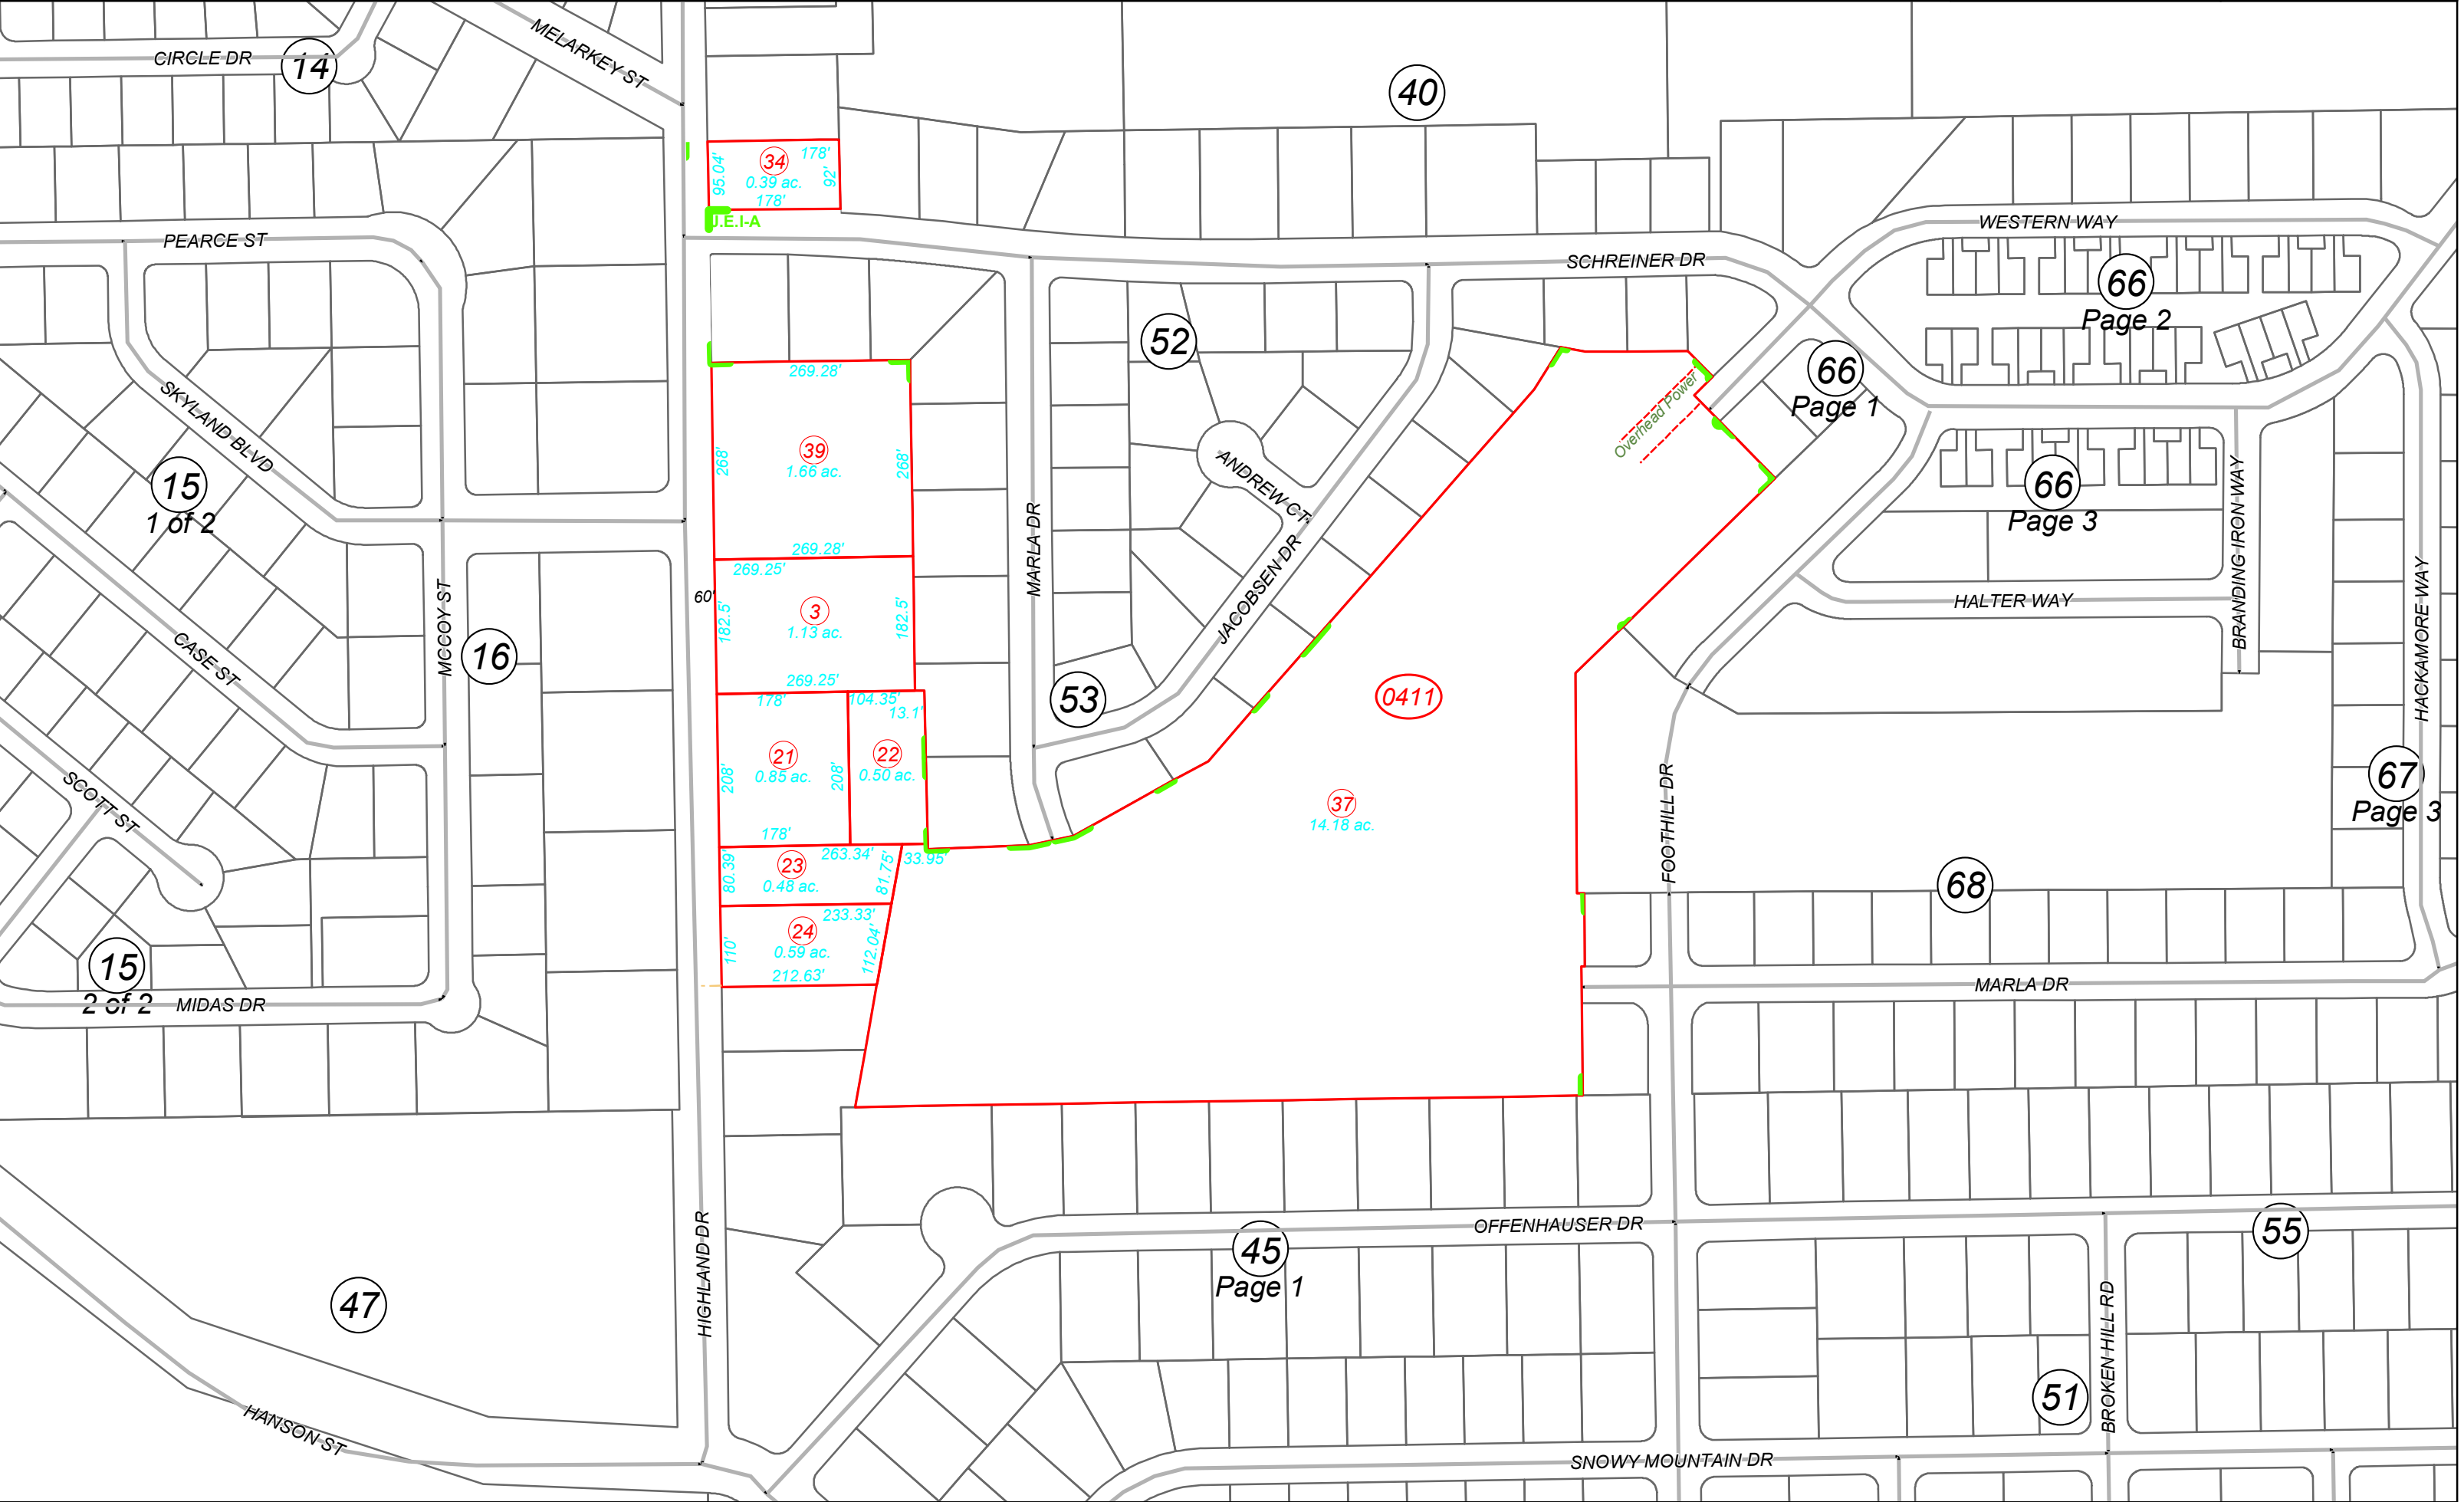 CIRCLE DR
14
MELARKEY ST
40
34
178'
95.04'
0.39 ac.
92'
178'
J.E.I-A
PEARCE ST
WESTERN WAY
SCHREINER DR
66
Page 2
52
66
Page 1
Overhead Power
269.28'
SKYLAND BLVD
39
1.66 ac.
268'
268'
ANDREW CT
15
1 of 2
66
Page 3
BRANDING IRON WAY
MARLA DR
269.28'
269.25'
60'
3
1.13 ac.
182.5'
182.5'
JACOBSEN DR
HALTER WAY
HACKAMORE WAY
MCCOY ST
16
CASE ST
269.25'
53
0411
178'
104.35'
13.1'
21
0.85 ac.
208'
208'
22
0.50 ac.
SCOTT ST
37
14.18 ac.
FOOTHILL DR
67
Page 3
178'
263.34'
33.95'
23
0.48 ac.
80.39'
81.75'
68
233.33'
24
0.59 ac.
110'
112.04'
212.63'
15
2 of 2
MIDAS DR
MARLA DR
HIGHLAND DR
OFFENHAUSER DR
45
Page 1
55
47
BROKEN HILL RD
51
HANSON ST
SNOWY MOUNTAIN DR